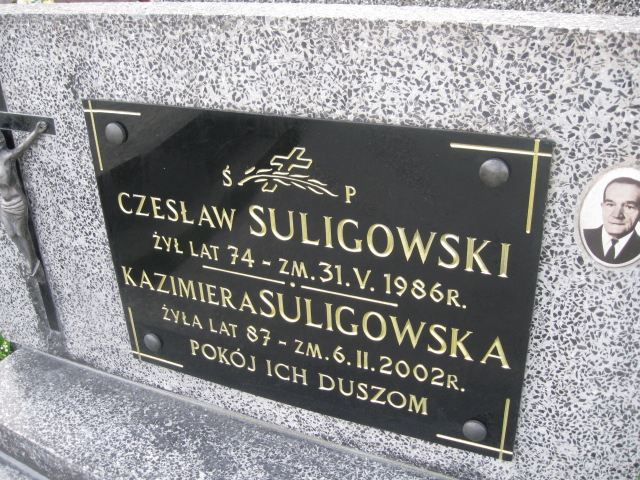 Ś P
CZESŁAW SULIGOWSKI
ŻYŁ LAT 74 - ZM. 31.V. 1986R.
KAZIMIERA SULIGOWSKA
ŻYŁA LAT 87 - ZM. 6.II.2002R.
POKÓJ ICH DUSZOM